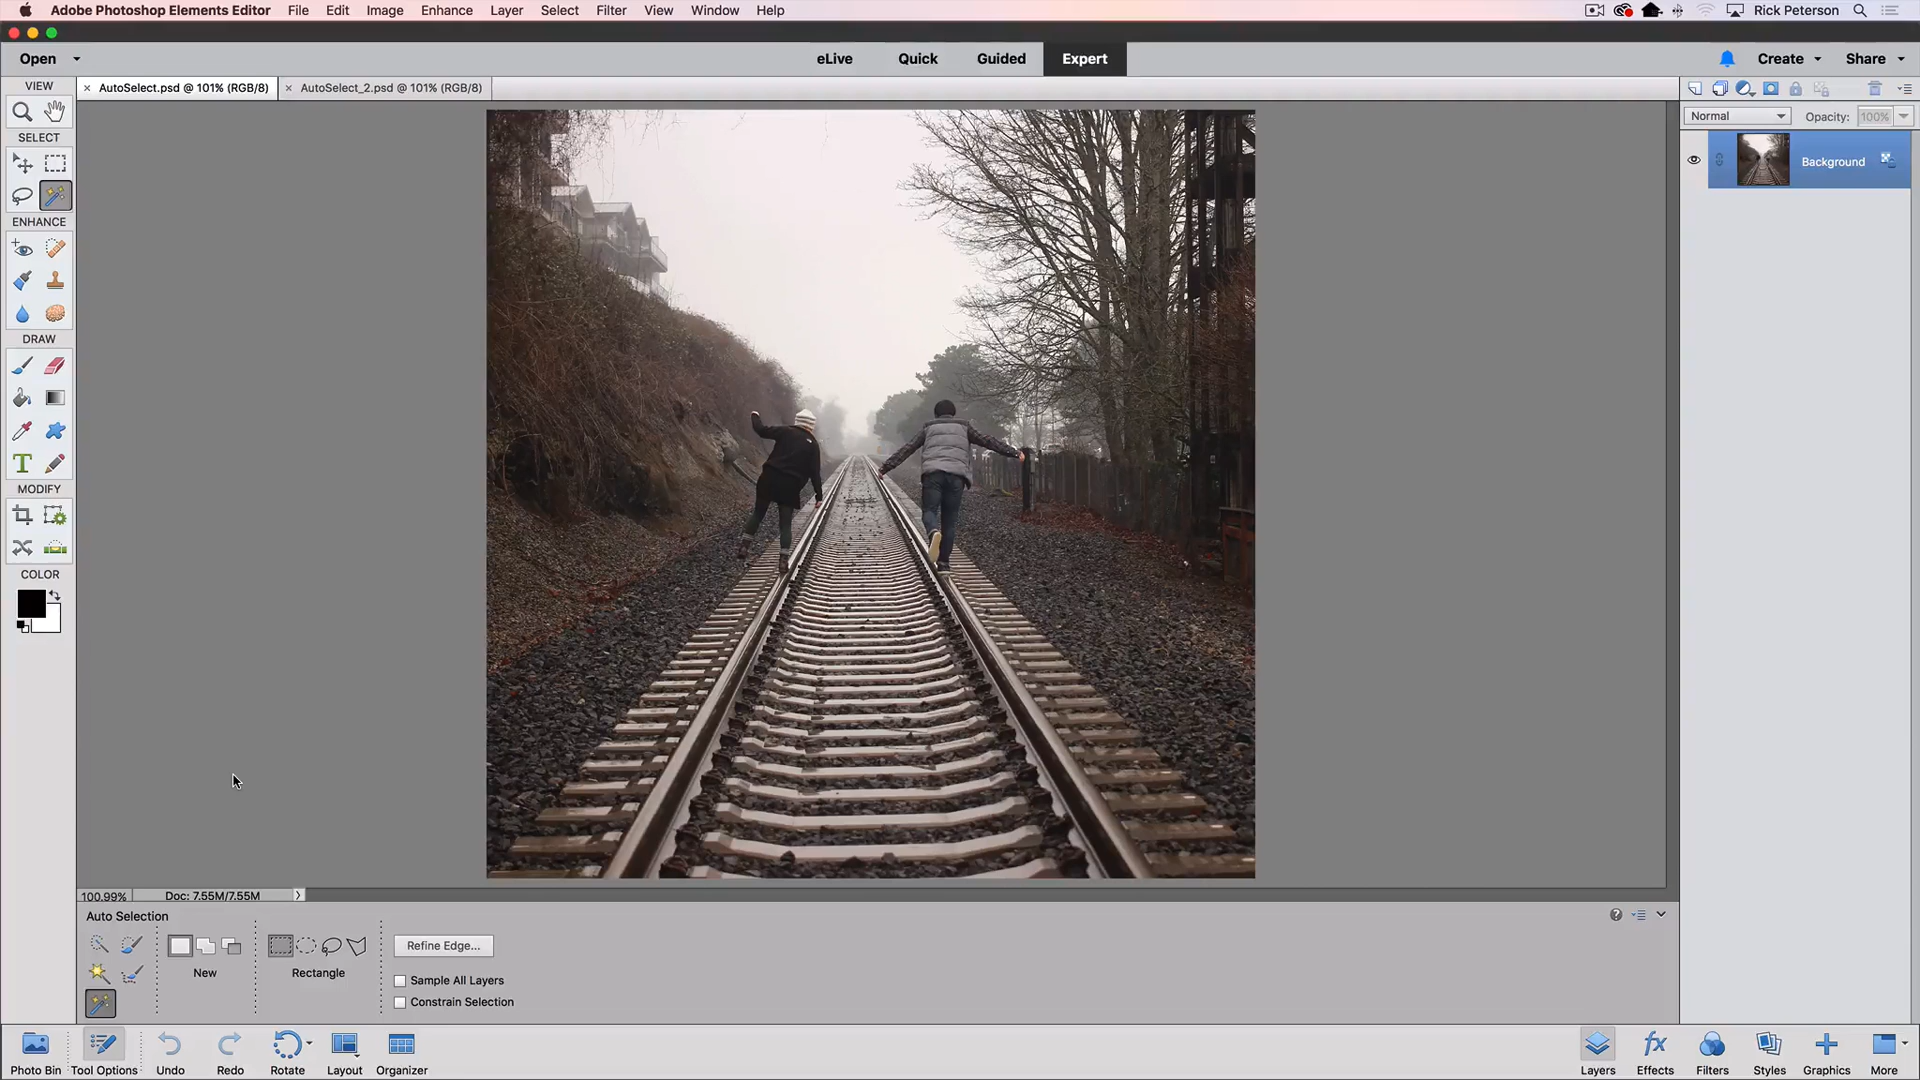 Adobe Photoshop Elements Editor File Edit Image Enhance Layer Select Filter View Window Help Rick Peterson
Open eLive Quick Guided Expert Create Share
VIEW
× AutoSelect.psd @ 101% (RGB/8) × AutoSelect_2.psd @ 101% (RGB/8)
Normal Opacity: 100%
SELECT
Background
ENHANCE
DRAW
T
MODIFY
COLOR
100.99% Doc: 7.55M/7.55M
Auto Selection
Refine Edge...
New Rectangle
Sample All Layers
Constrain Selection
fx
Photo Bin Tool Options Undo Redo Rotate Layout Organizer Layers Effects Filters Styles Graphics More